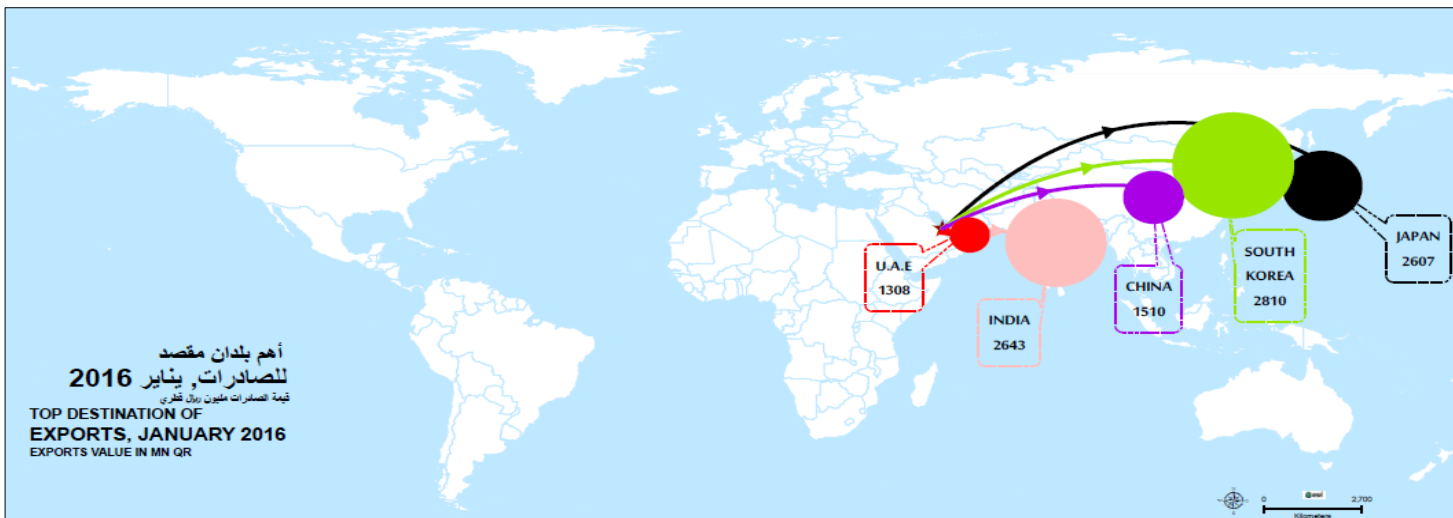 JAPAN
2607
SOUTH
KOREA
2810
U.A.E
1308
CHINA
1510
INDIA
2643
أهم بلدان مقصد
للصادرات, يناير 2016
قيمة الصادرات مليون ريال قطري
TOP DESTINATION OF
EXPORTS, JANUARY 2016
EXPORTS VALUE IN MN QR
esri
0 2,700
Kilometers